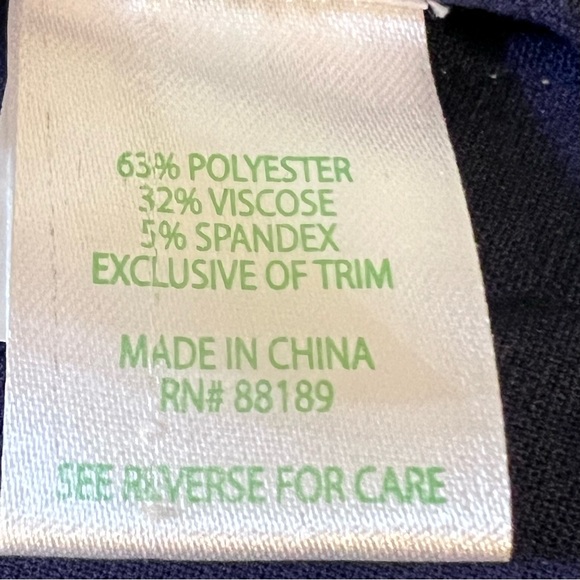 63% POLYESTER
32% VISCOSE
5% SPANDEX
EXCLUSIVE OF TRIM
MADE IN CHINA
RN# 88189
SEE REVERSE FOR CARE